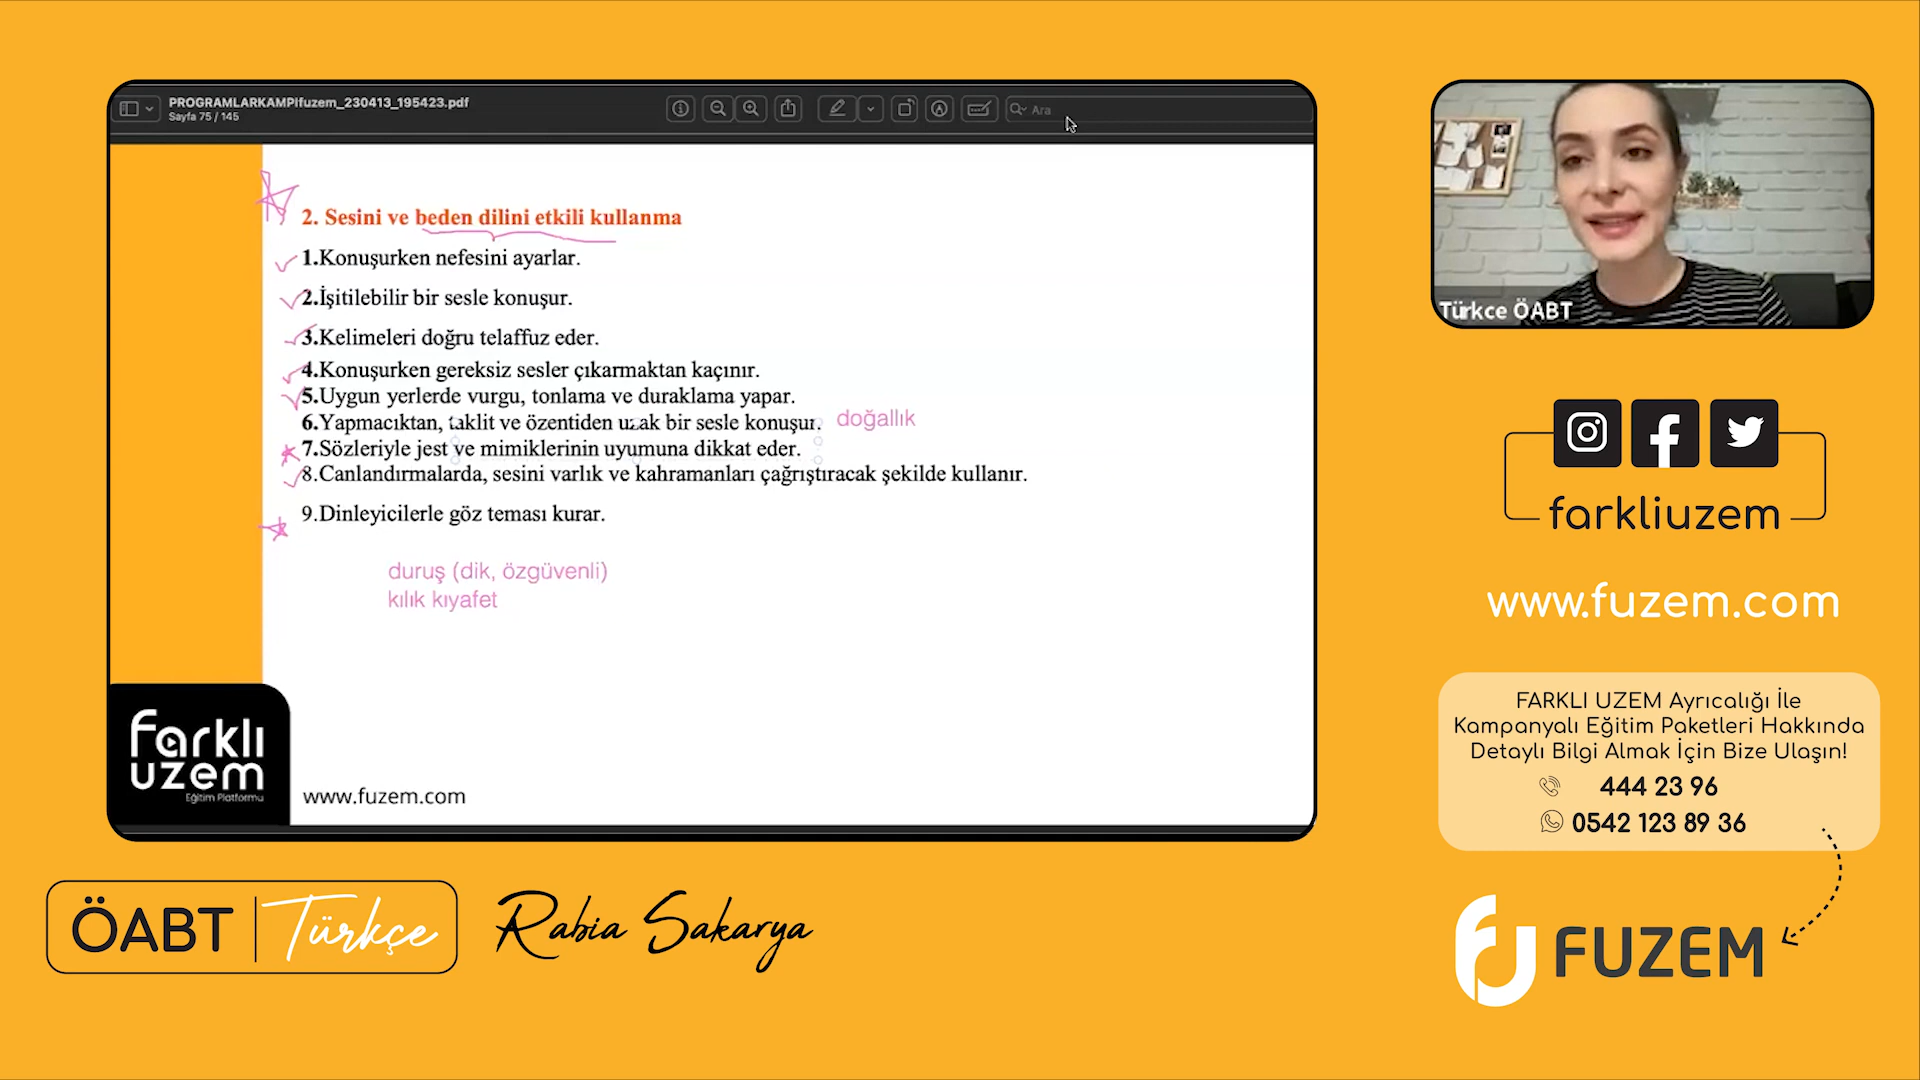 PROGRAMLARKAMPIfuzem_230413_195423.pdf
Sayfa 75 / 145
Ara
2. Sesini ve beden dilini etkili kullanma
1.Konuşurken nefesini ayarlar.
2.İşitilebilir bir sesle konuşur.
3.Kelimeleri doğru telaffuz eder.
4.Konuşurken gereksiz sesler çıkarmaktan kaçınır.
5.Uygun yerlerde vurgu, tonlama ve duraklama yapar.
6.Yapmacıktan, taklit ve özentiden uzak bir sesle konuşur. doğallık
7.Sözleriyle jest ve mimiklerinin uyumuna dikkat eder.
8.Canlandırmalarda, sesini varlık ve kahramanları çağrıştıracak şekilde kullanır.
9.Dinleyicilerle göz teması kurar.
duruş (dik, özgüvenli)
kılık kıyafet
farklı
uzem
Eğitim Platformu
www.fuzem.com
Türkce ÖABT
farkliuzem
www.fuzem.com
FARKLI UZEM Ayrıcalığı İle
Kampanyalı Eğitim Paketleri Hakkında
Detaylı Bilgi Almak İçin Bize Ulaşın!
444 23 96
0542 123 89 36
FUZEM
ÖABT Türkçe
Rabia Sakarya